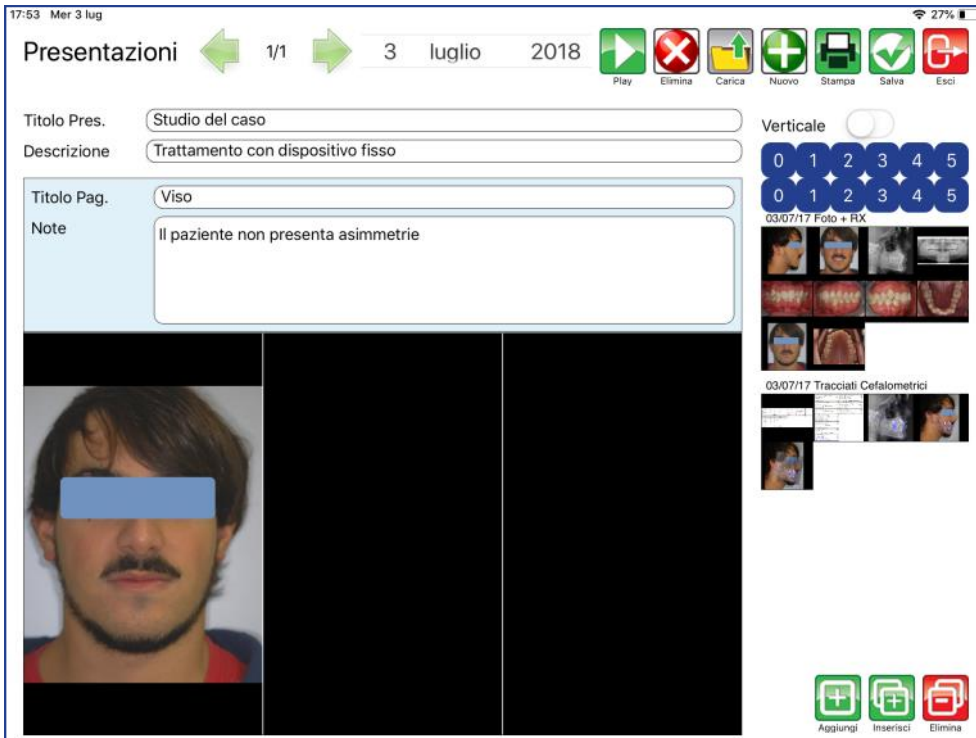 17:53 Mer 3 lug 27%
Presentazioni 1/1 3 luglio 2018
Play Elimina Carica Nuovo Stampa Salva Esci
Titolo Pres. Studio del caso
Descrizione Trattamento con dispositivo fisso
Titolo Pag. Viso
Note Il paziente non presenta asimmetrie
Verticale
0 1 2 3 4 5
0 1 2 3 4 5
03/07/17 Foto + RX
03/07/17 Tracciati Cefalometrici
Aggiungi Inserisci Elimina